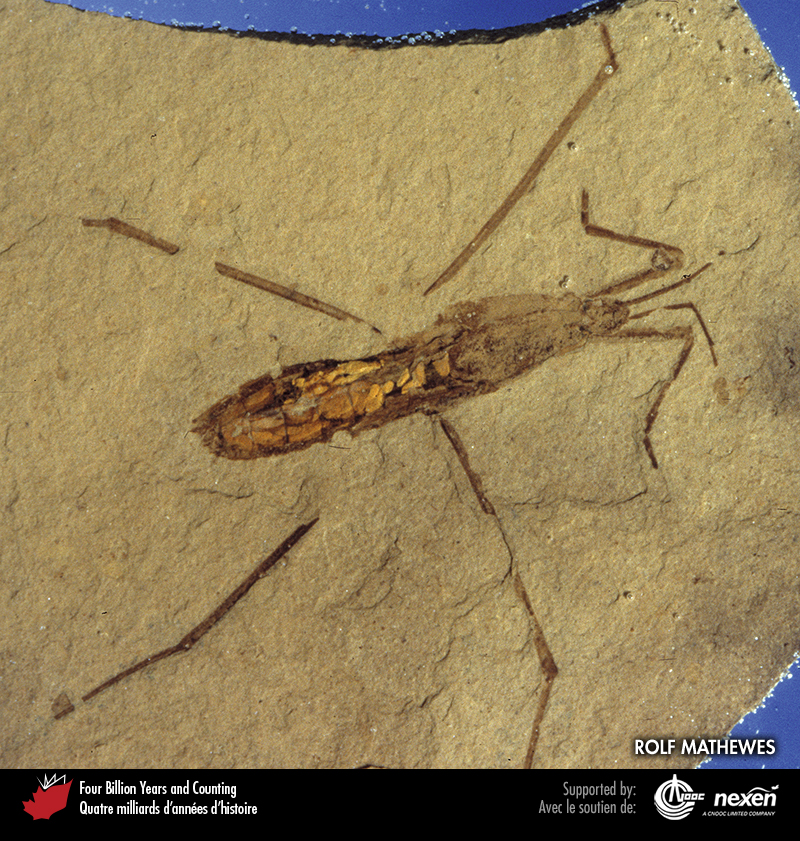 ROLF MATHEWES
Four Billion Years and Counting
Quatre milliards d'années d'histoire
Supported by:
Avec le soutien de:
CNOOC
nexen
A CNOOC LIMITED COMPANY